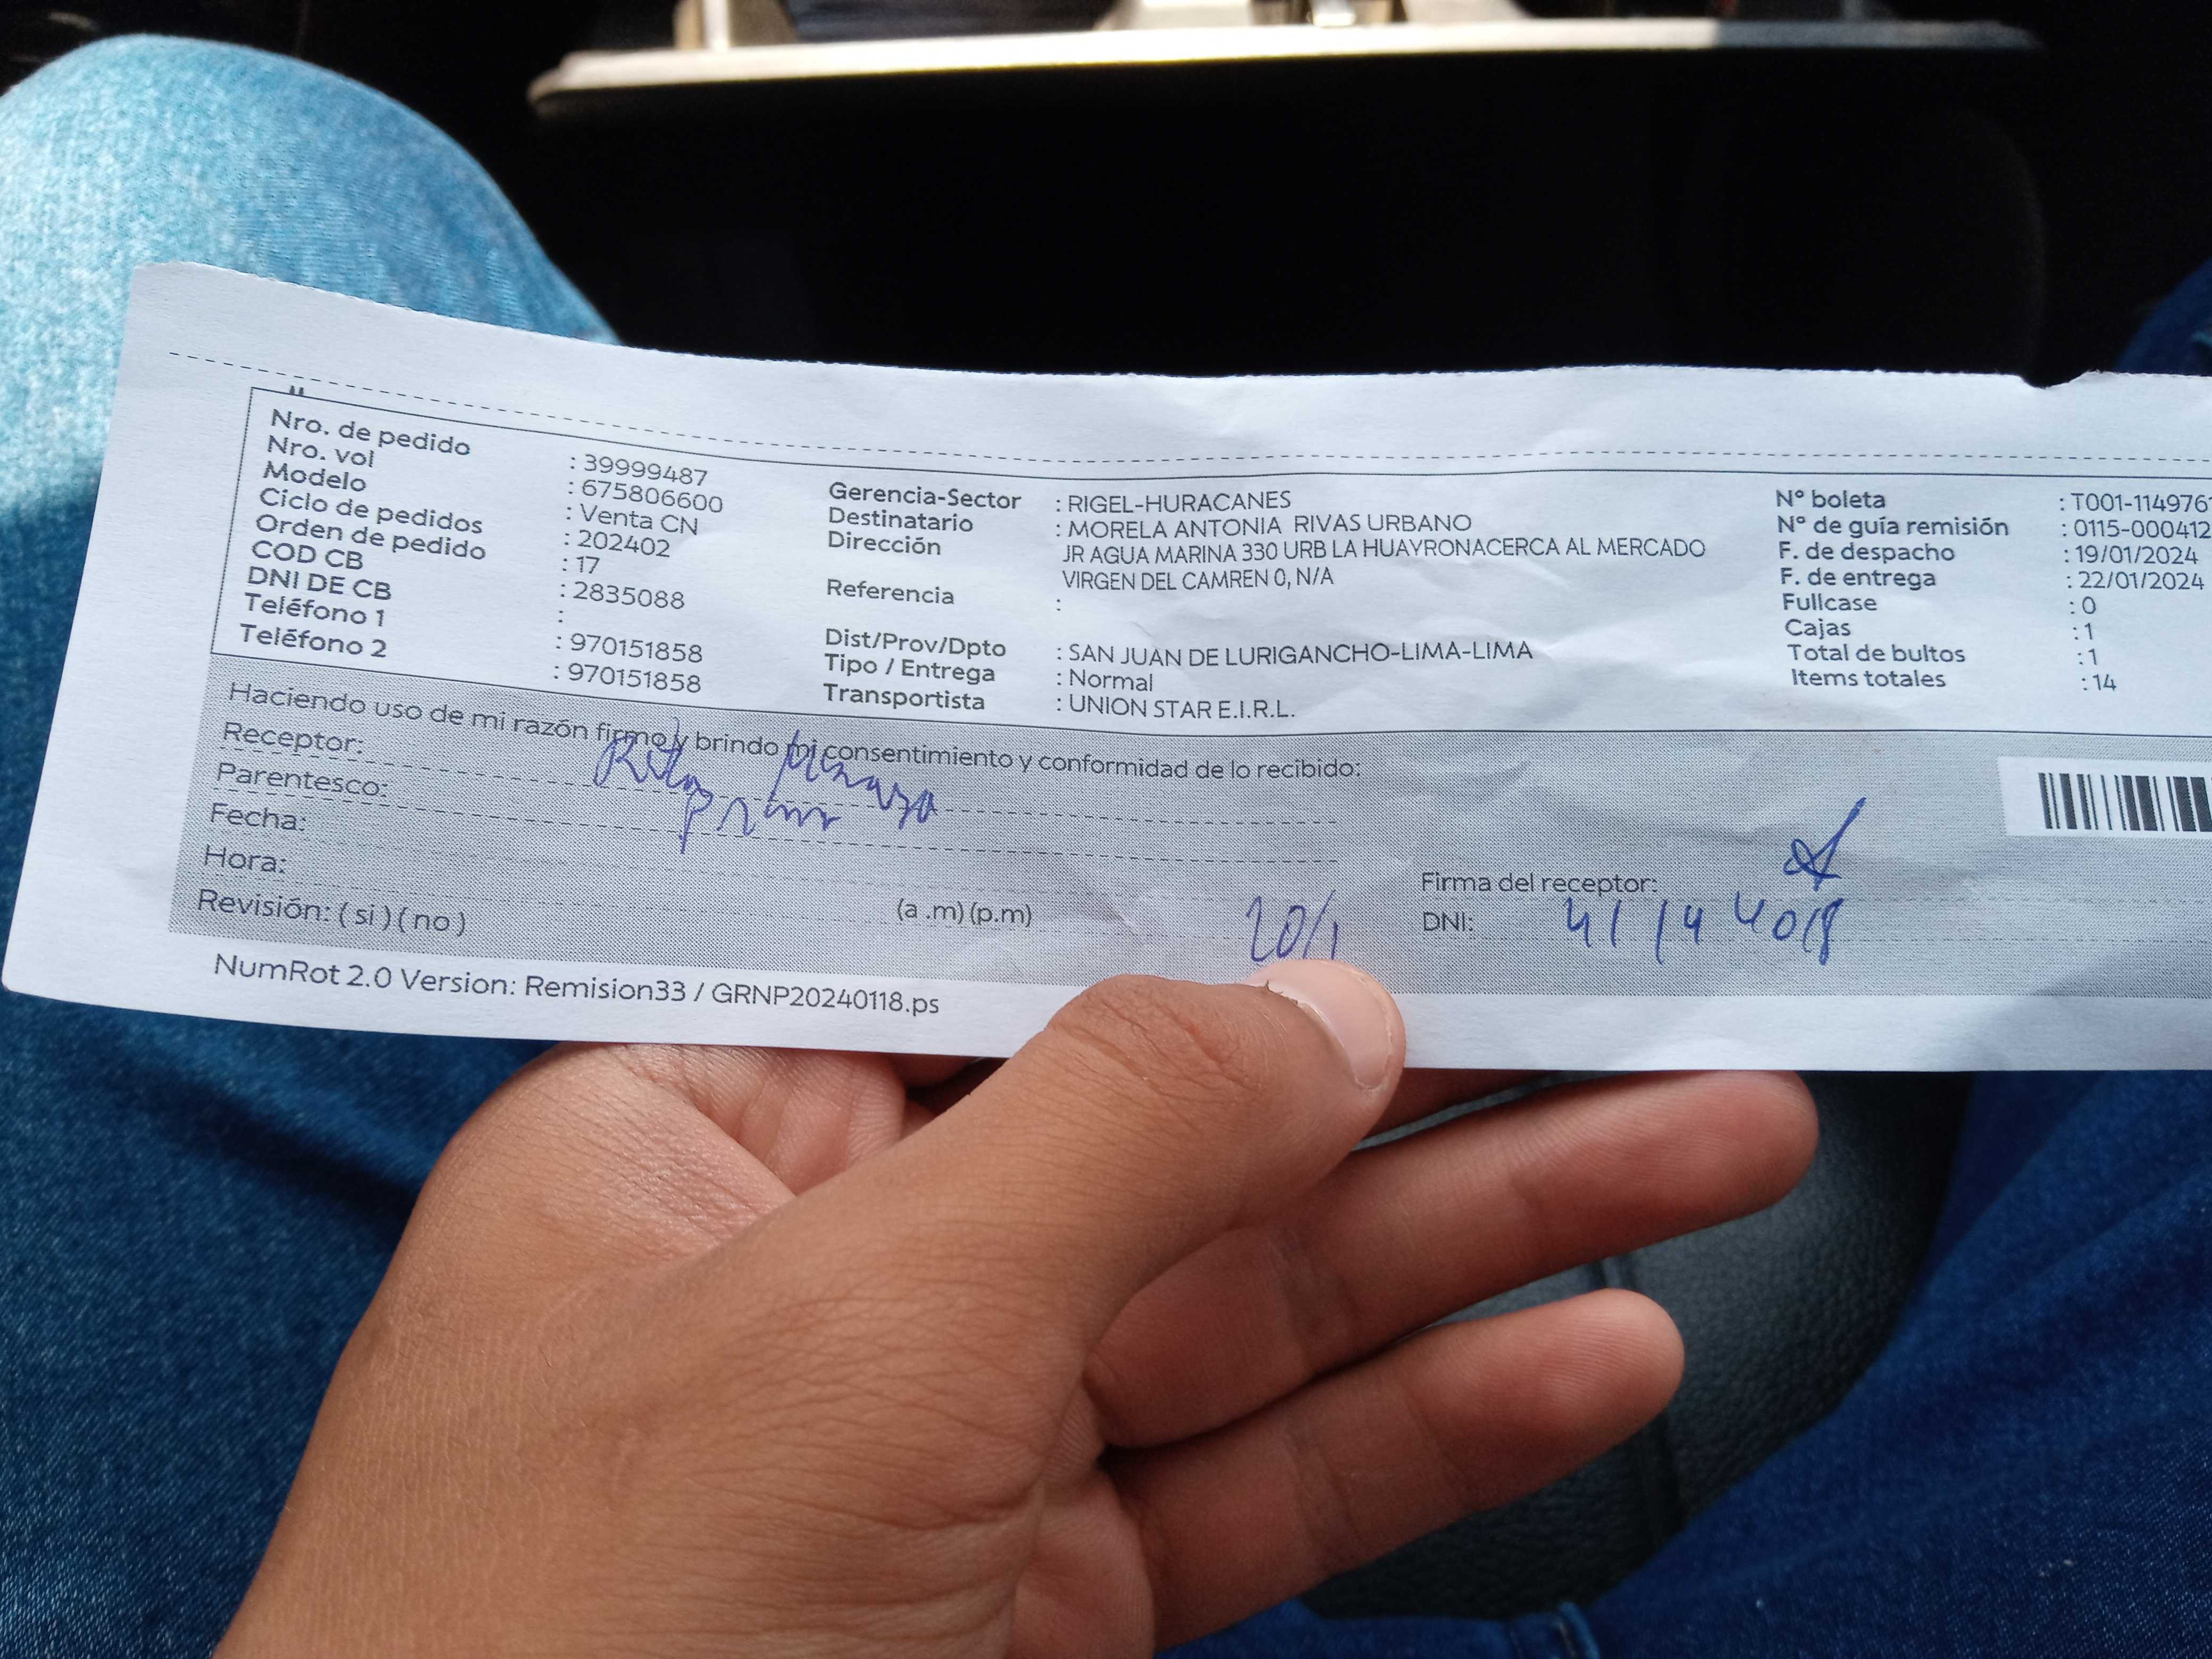 Nro. de pedido : 39999487
Nro. vol : 675806600
Modelo : Venta CN
Ciclo de pedidos : 202402
Orden de pedido : 17
COD CB : 2835088
DNI DE CB :
Teléfono 1 : 970151858
Teléfono 2 : 970151858
Gerencia-Sector : RIGEL-HURACANES
Destinatario : MORELA ANTONIA RIVAS URBANO
Dirección JR AGUA MARINA 330 URB LA HUAYRONACERCA AL MERCADO
VIRGEN DEL CAMREN 0, N/A
Referencia :
Dist/Prov/Dpto : SAN JUAN DE LURIGANCHO-LIMA-LIMA
Tipo / Entrega : Normal
Transportista : UNION STAR E.I.R.L.
N° boleta : T001-114976
N° de guía remisión : 0115-000412
F. de despacho : 19/01/2024
F. de entrega : 22/01/2024
Fullcase : 0
Cajas : 1
Total de bultos : 1
Items totales : 14
Haciendo uso de mi razón firmo y brindo mi consentimiento y conformidad de lo recibido:
Receptor: Rita
Parentesco:
Fecha:
Hora: (a .m) (p.m)
Revisión: ( si ) ( no )
20/1
Firma del receptor:
DNI: 41144018
NumRot 2.0 Version: Remision33 / GRNP20240118.ps